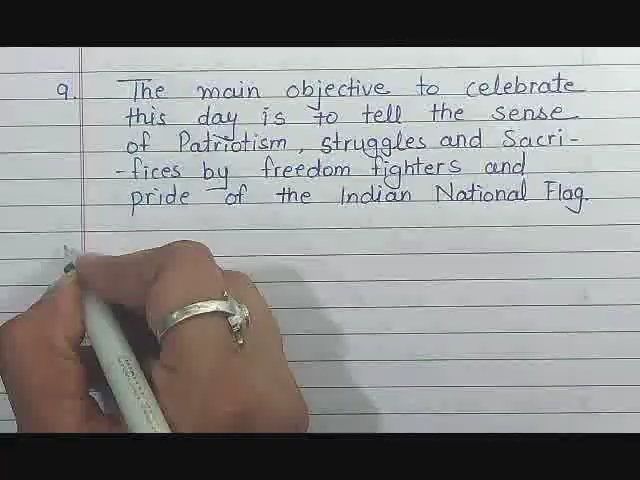 9. The main objective to celebrate
this day is to tell the sense
of Patriotism, struggles and Sacri-
-fices by freedom fighters and
pride of the Indian National Flag.